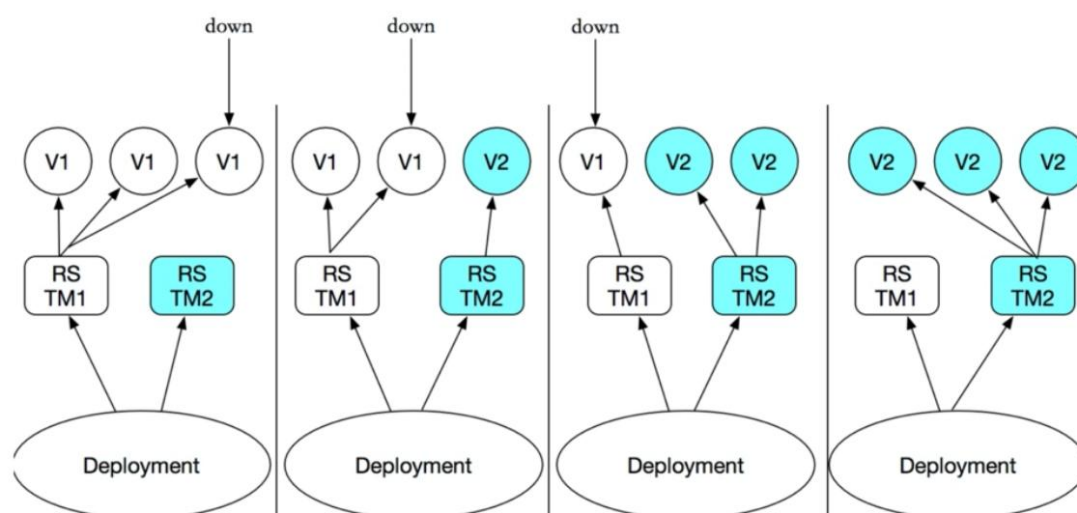 down
down
down
V1
V1
V1
V1
V1
V2
V1
V2
V2
V2
V2
V2
RS
TM1
RS
TM2
RS
TM1
RS
TM2
RS
TM1
RS
TM2
RS
TM1
RS
TM2
Deployment
Deployment
Deployment
Deployment